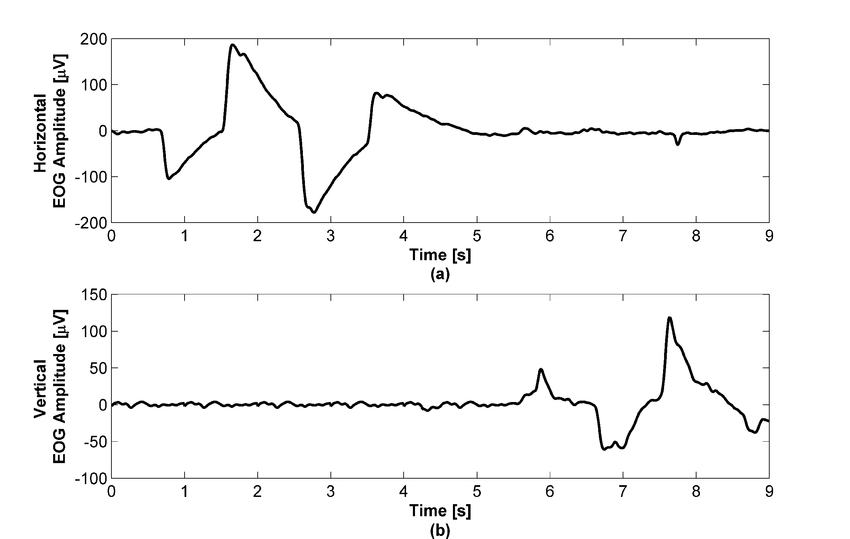 Horizontal
EOG Amplitude [μV]
200
100
0
-100
-200
0 1 2 3 4 5 6 7 8 9
Time [s]
(a)
Vertical
EOG Amplitude [μV]
150
100
50
0
-50
-100
0 1 2 3 4 5 6 7 8 9
Time [s]
(b)